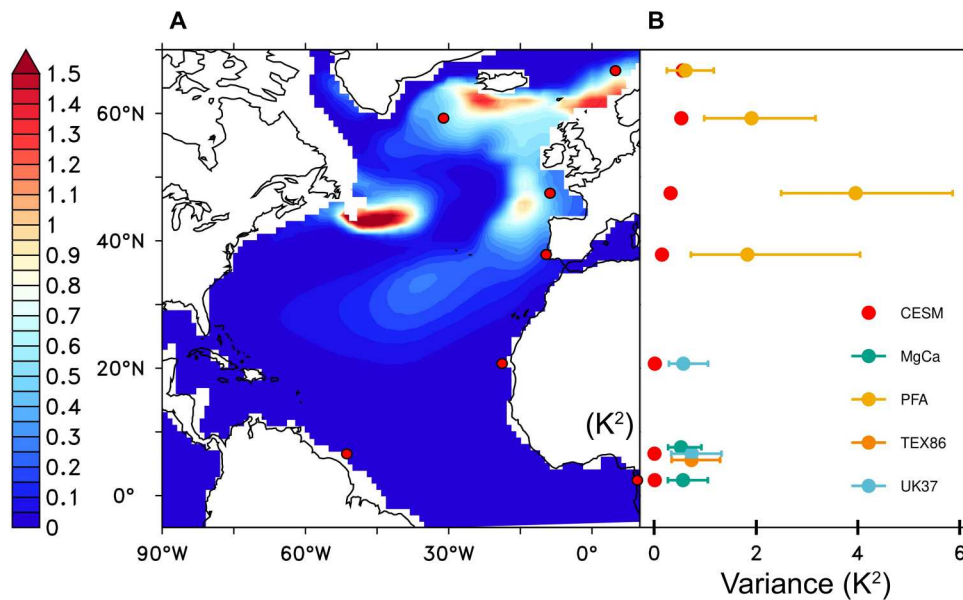 A
B
1.5
1.4
1.3
1.2
1.1
1
0.9
0.8
0.7
0.6
0.5
0.4
0.3
0.2
0.1
0
60°N
40°N
20°N
0°
90°W
60°W
30°W
0°
(K²)
CESM
MgCa
PFA
TEX86
UK37
0
2
4
6
Variance (K²)